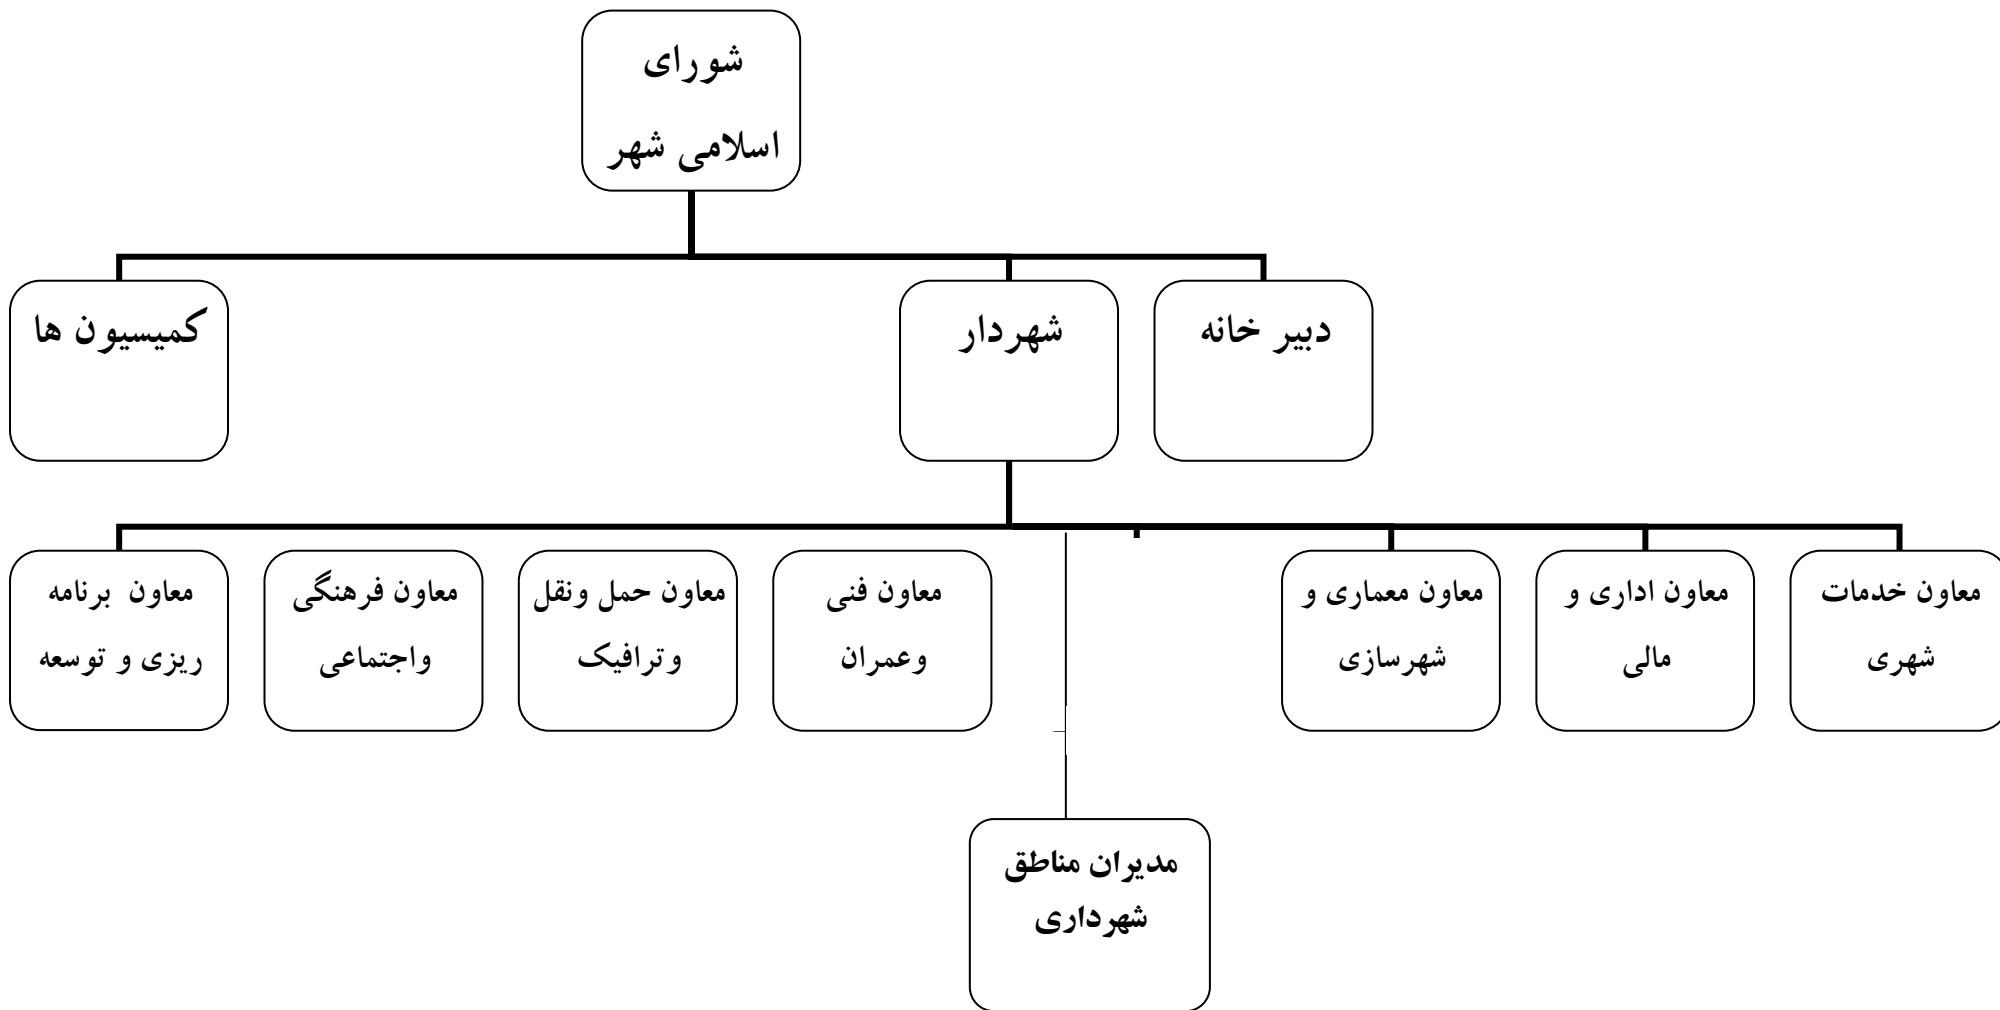 شورای
اسلامی شهر
دبیر خانه
شهردار
کمیسیون ها
معاون خدمات
شهری
معاون اداری و
مالی
معاون معماری و
شهرسازی
معاون فنی
وعمران
معاون حمل ونقل
وترافیک
معاون فرهنگی
واجتماعی
معاون برنامه
ریزی و توسعه
مدیران مناطق
شهرداری